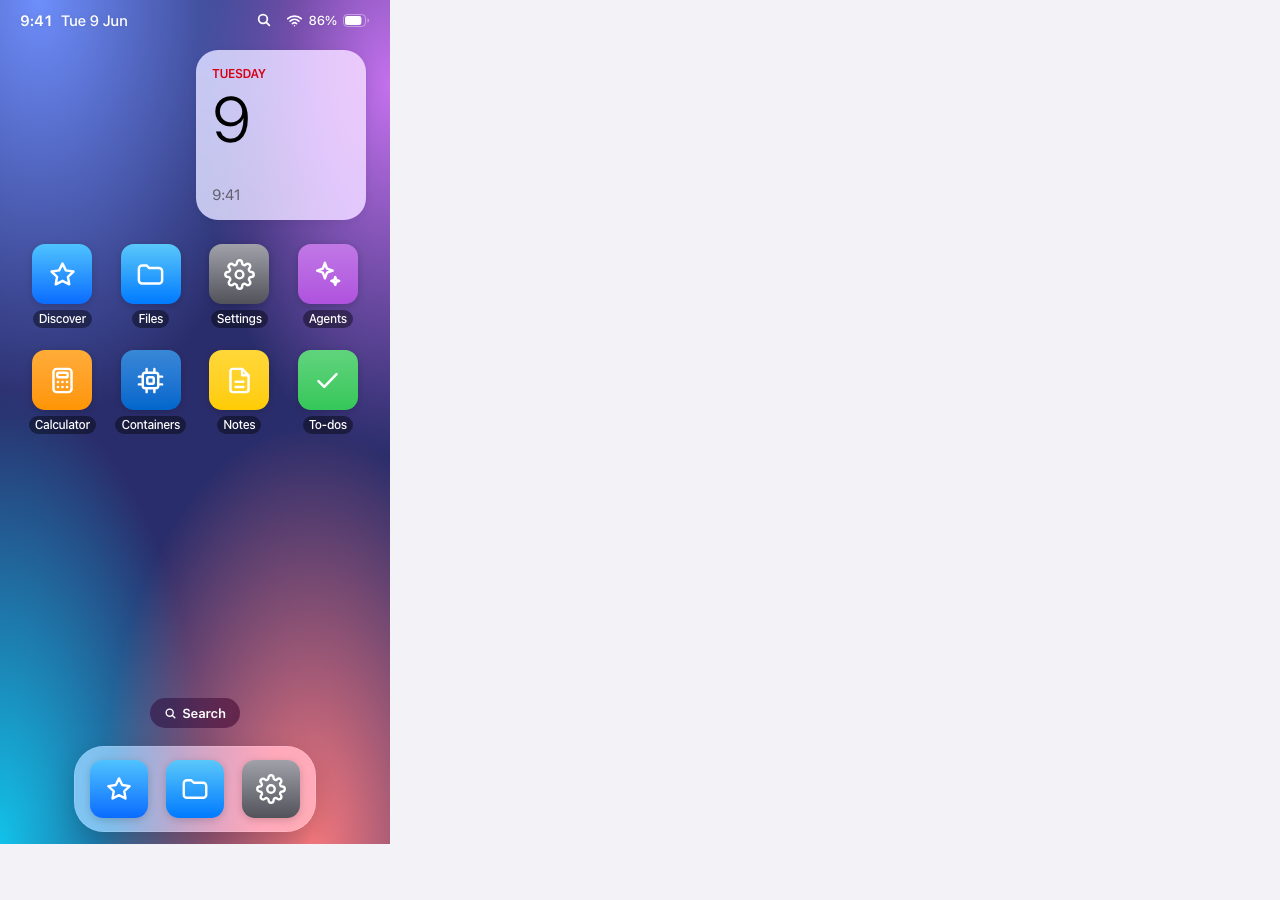 9:41 Tue 9 Jun 86%
TUESDAY
9
9:41
Discover Files Settings Agents
Calculator Containers Notes To-dos
Search